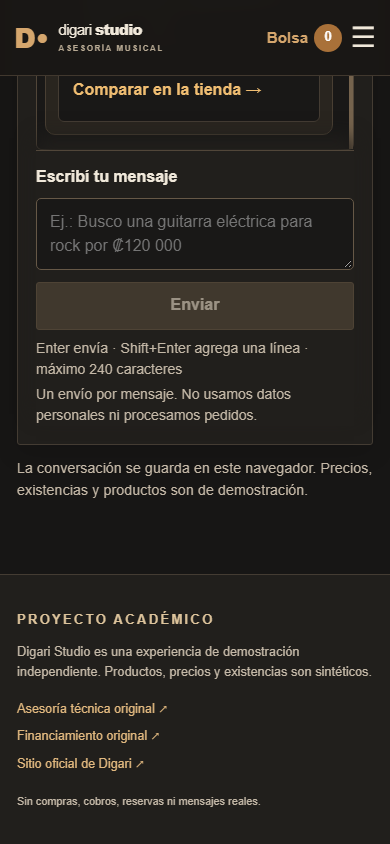 D•
digari studio
ASESORÍA MUSICAL
Bolsa 0
Comparar en la tienda →
Escribí tu mensaje
Ej.: Busco una guitarra eléctrica para
rock por ₡120 000
Enviar
Enter envía · Shift+Enter agrega una línea ·
máximo 240 caracteres
Un envío por mensaje. No usamos datos
personales ni procesamos pedidos.
La conversación se guarda en este navegador. Precios,
existencias y productos son de demostración.
PROYECTO ACADÉMICO
Digari Studio es una experiencia de demostración
independiente. Productos, precios y existencias son sintéticos.
Asesoría técnica original ↗
Financiamiento original ↗
Sitio oficial de Digari ↗
Sin compras, cobros, reservas ni mensajes reales.